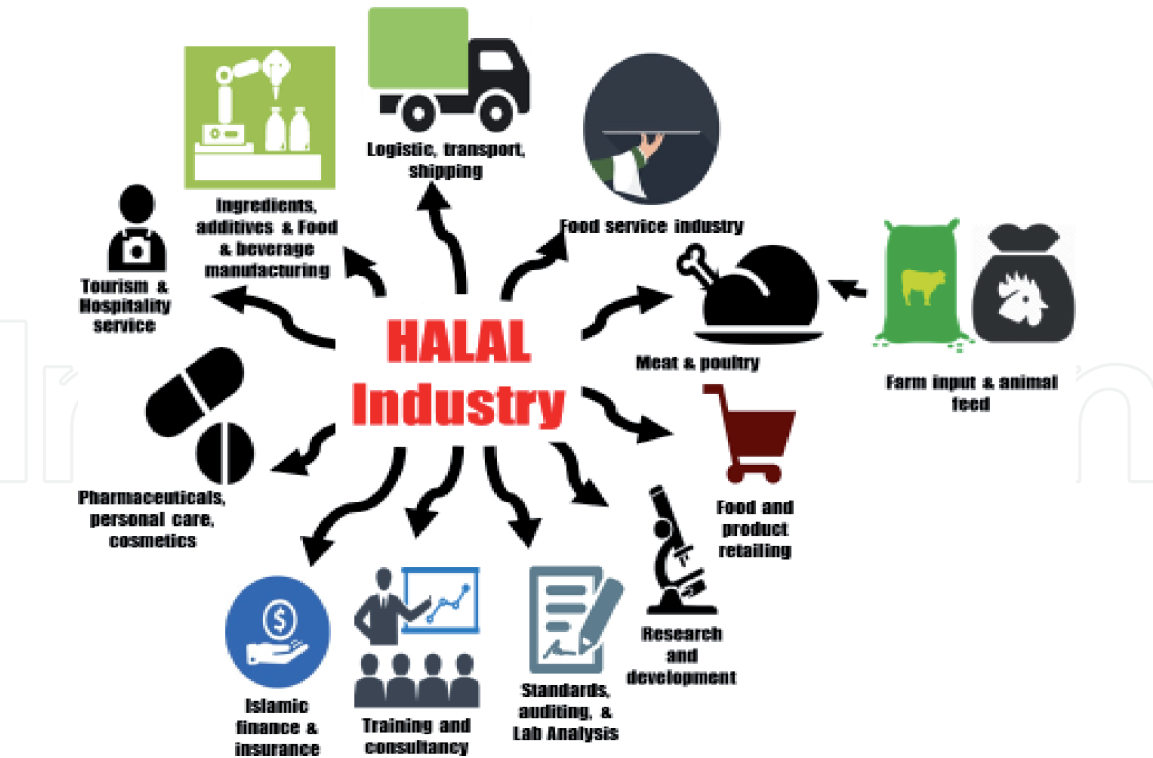 Logistic, transport,
shipping
Ingredients,
additives & Food
& beverage
manufacturing
Food service industry
Tourism &
Hospitality
service
HALAL
Industry
Meat & poultry
Farm input & animal
feed
Pharmaceuticals,
personal care,
cosmetics
Food and
product
retailing
Research
and
development
Islamic
finance &
insurance
Training and
consultancy
Standards,
auditing, &
Lab Analysis
$